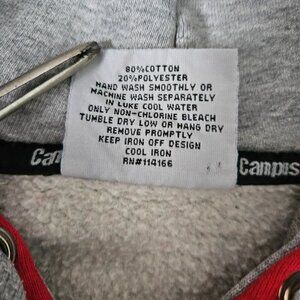 80%COTTON
20%POLYESTER
HAND WASH SMOOTHLY OR
MACHINE WASH SEPARATELY
IN LUKE COOL WATER
ONLY NON-CHLORINE BLEACH
TUMBLE DRY LOW OR HANG DRY
REMOVE PROMPTLY
KEEP IRON OFF DESIGN
COOL IRON
RN#114166
Cam
Campus